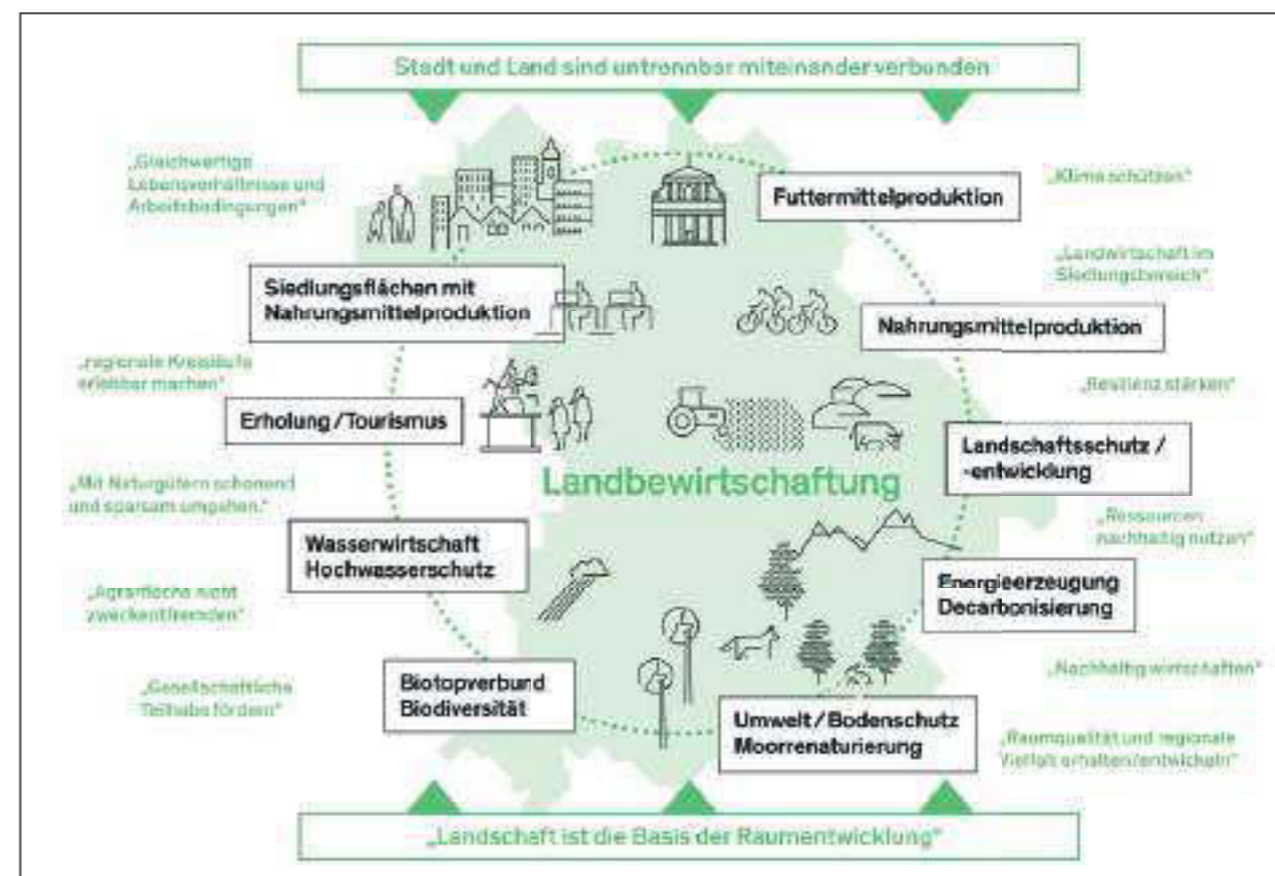 Stadt und Land sind untrennbar miteinander verbunden
„Gleichwertige
Lebensverhältnisse und
Arbeitsbedingungen“
Futtermittelproduktion
„Klima schützen“
„Landwirtschaft im
Siedlungsbereich“
Siedlungsflächen mit
Nahrungsmittelproduktion
Nahrungsmittelproduktion
„regionale Kreisläufe
erlebbar machen“
„Resilienz stärken“
Erholung / Tourismus
Landschaftsschutz /
-entwicklung
Landbewirtschaftung
„Mit Naturgütern schonend
und sparsam umgehen.“
„Ressourcen
nachhaltig nutzen“
Wasserwirtschaft
Hochwasserschutz
Energieerzeugung
Decarbonisierung
„Agrarfläche nicht
zweckentfremden“
„Nachhaltig wirtschaften“
„Gesellschaftliche
Teilhabe fördern“
Biotopverbund
Biodiversität
Umwelt / Bodenschutz
Moorrenaturierung
„Raumqualität und regionale
Vielfalt erhalten/entwickeln“
„Landschaft ist die Basis der Raumentwicklung“